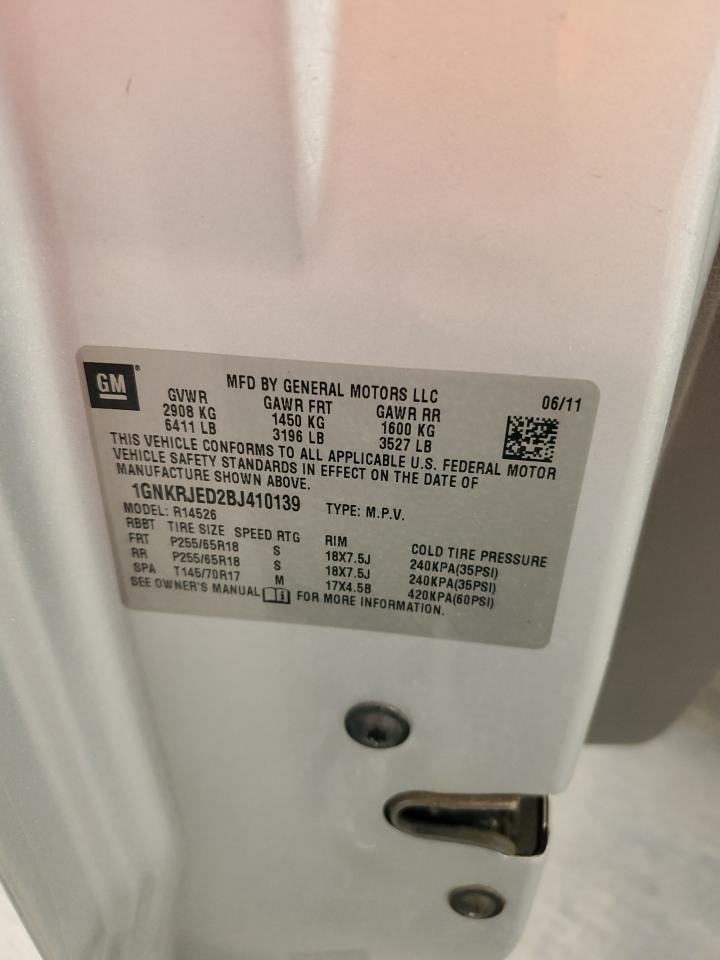 GM
MFD BY GENERAL MOTORS LLC 06/11
GVWR GAWR FRT GAWR RR
2908 KG 1450 KG 1600 KG
6411 LB 3196 LB 3527 LB
THIS VEHICLE CONFORMS TO ALL APPLICABLE U.S. FEDERAL MOTOR
VEHICLE SAFETY STANDARDS IN EFFECT ON THE DATE OF
MANUFACTURE SHOWN ABOVE.
1GNKRJED2BJ410139 TYPE: M.P.V.
MODEL: R14526
RBBT TIRE SIZE SPEED RTG RIM COLD TIRE PRESSURE
FRT P255/65R18 S 18X7.5J 240KPA(35PSI)
RR P255/65R18 S 18X7.5J 240KPA(35PSI)
SPA T145/70R17 M 17X4.5B 420KPA(60PSI)
SEE OWNER'S MANUAL FOR MORE INFORMATION.